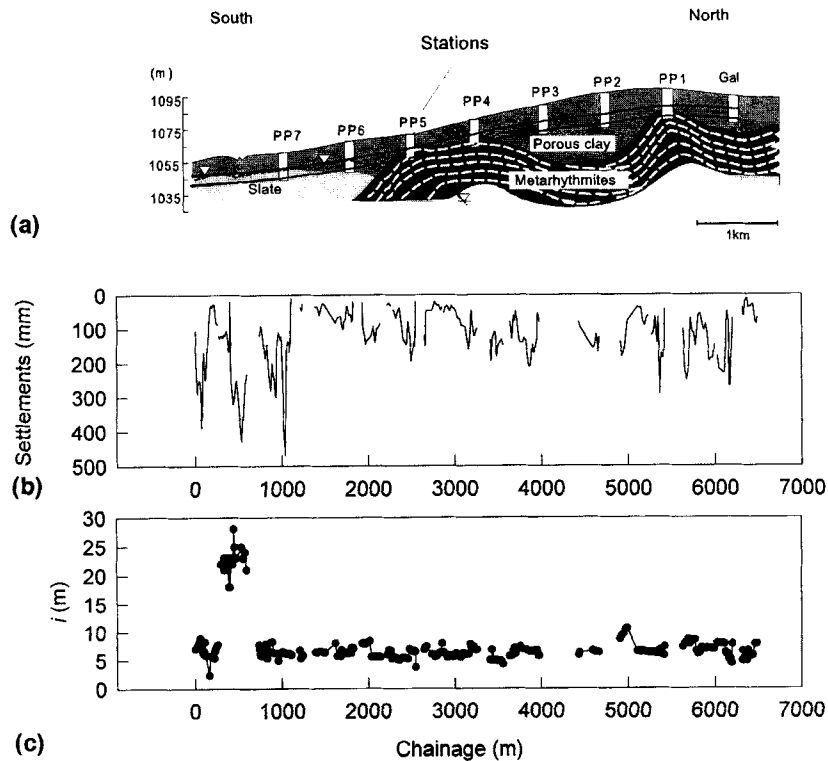 South
North
Stations
(m)
1095
1075
1055
1035
PP7
PP6
PP5
PP4
PP3
PP2
PP1
Gal
Porous clay
Metarhythmites
Slate
1km
(a)
Settlements (mm)
0
100
200
300
400
500
0 1000 2000 3000 4000 5000 6000 7000
(b)
i (m)
30
25
20
15
10
5
0
0 1000 2000 3000 4000 5000 6000 7000
Chainage (m)
(c)